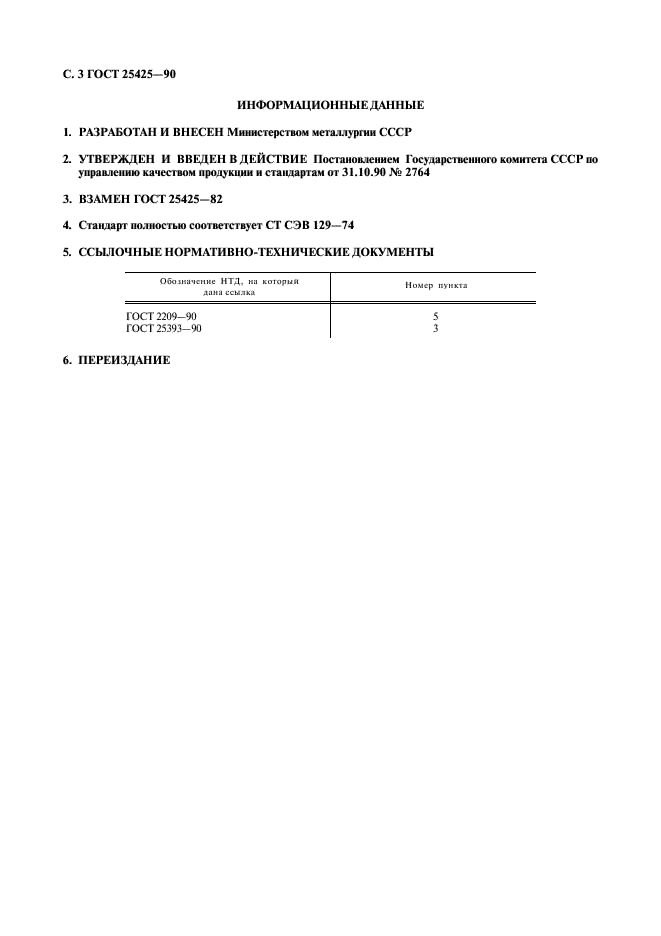 С. 3 ГОСТ 25425—90
ИНФОРМАЦИОННЫЕ ДАННЫЕ
1. РАЗРАБОТАН И ВНЕСЕН Министерством металлургии СССР
2. УТВЕРЖДЕН И ВВЕДЕН В ДЕЙСТВИЕ Постановлением Государственного комитета СССР по
управлению качеством продукции и стандартам от 31.10.90 № 2764
3. ВЗАМЕН ГОСТ 25425—82
4. Стандарт полностью соответствует СТ СЭВ 129—74
5. ССЫЛОЧНЫЕ НОРМАТИВНО-ТЕХНИЧЕСКИЕ ДОКУМЕНТЫ
Обозначение НТД, на который
дана ссылка
Номер пункта
ГОСТ 2209—90 5
ГОСТ 25393—90 3
6. ПЕРЕИЗДАНИЕ